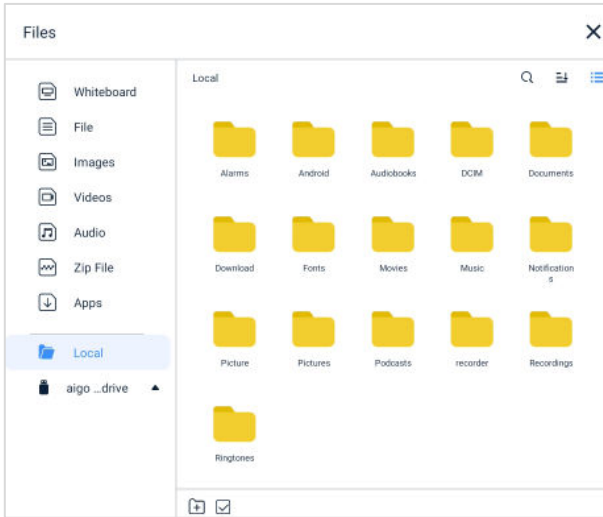 Files
Whiteboard
File
Images
Videos
Audio
Zip File
Apps
Local
aigo ...drive
Local
Alarms Android Audiobooks DCIM Documents
Download Fonts Movies Music Notification
s
Picture Pictures Podcasts recorder Recordings
Ringtones